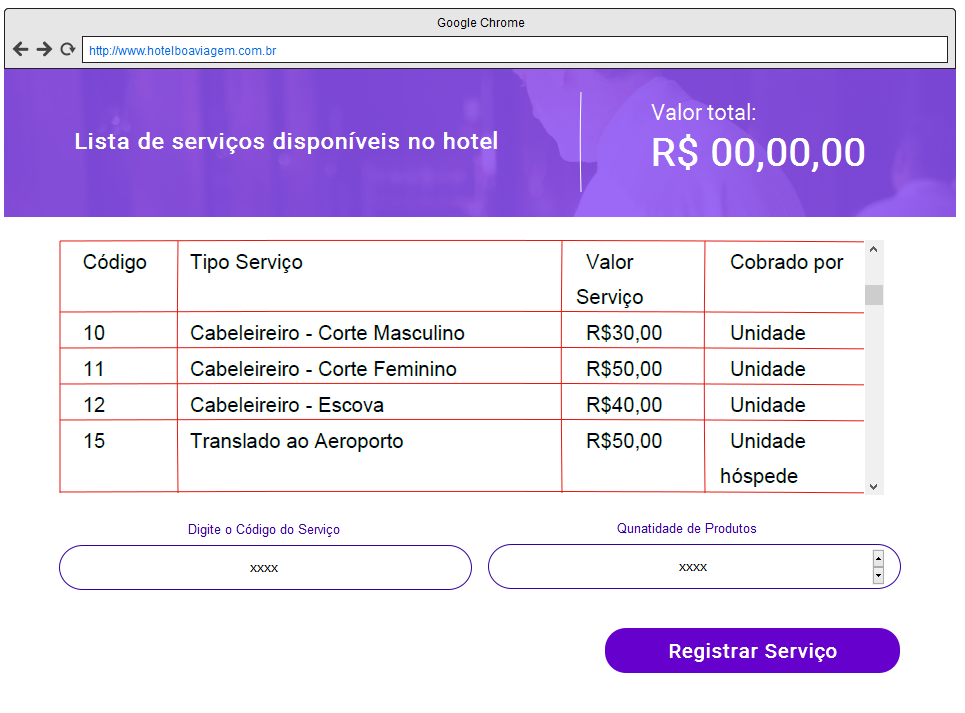 Google Chrome
http://www.hotelboaviagem.com.br
Lista de serviços disponíveis no hotel
Valor total:
R$ 00,00,00
Código Tipo Serviço Valor Cobrado por
Serviço
10 Cabeleireiro - Corte Masculino R$30,00 Unidade
11 Cabeleireiro - Corte Feminino R$50,00 Unidade
12 Cabeleireiro - Escova R$40,00 Unidade
15 Translado ao Aeroporto R$50,00 Unidade
hóspede
Digite o Código do Serviço
xxxx
Qunatidade de Produtos
xxxx
Registrar Serviço